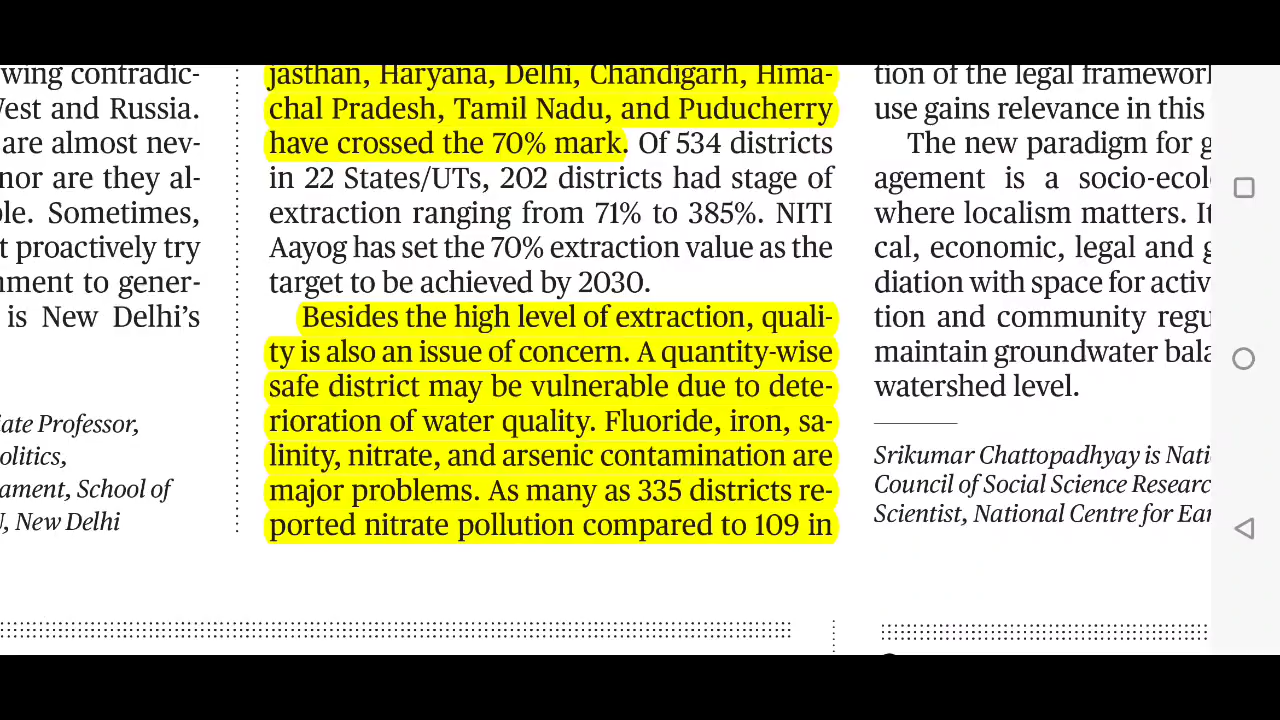 wing contradic-
West and Russia.
are almost nev-
nor are they al-
Sometimes,
t proactively try
nment to gener-
is New Delhi's
iate Professor,
olitics,
ament, School of
New Delhi
jasthan, Haryana, Delhi, Chandigarh, Hima-
chal Pradesh, Tamil Nadu, and Puducherry
have crossed the 70% mark. Of 534 districts
in 22 States/UTs, 202 districts had stage of
extraction ranging from 71% to 385%. NITI
Aayog has set the 70% extraction value as the
target to be achieved by 2030.
Besides the high level of extraction, quali-
ty is also an issue of concern. A quantity-wise
safe district may be vulnerable due to dete-
rioration of water quality. Fluoride, iron, sa-
linity, nitrate, and arsenic contamination are
major problems. As many as 335 districts re-
ported nitrate pollution compared to 109 in
tion of the legal framework
use gains relevance in this
The new paradigm for g
agement is a socio-ecol
where localism matters. It
cal, economic, legal and g
diation with space for activ
tion and community regu
maintain groundwater bala
watershed level.
Srikumar Chattopadhyay is Nati
Council of Social Science Researc
Scientist, National Centre for Ear